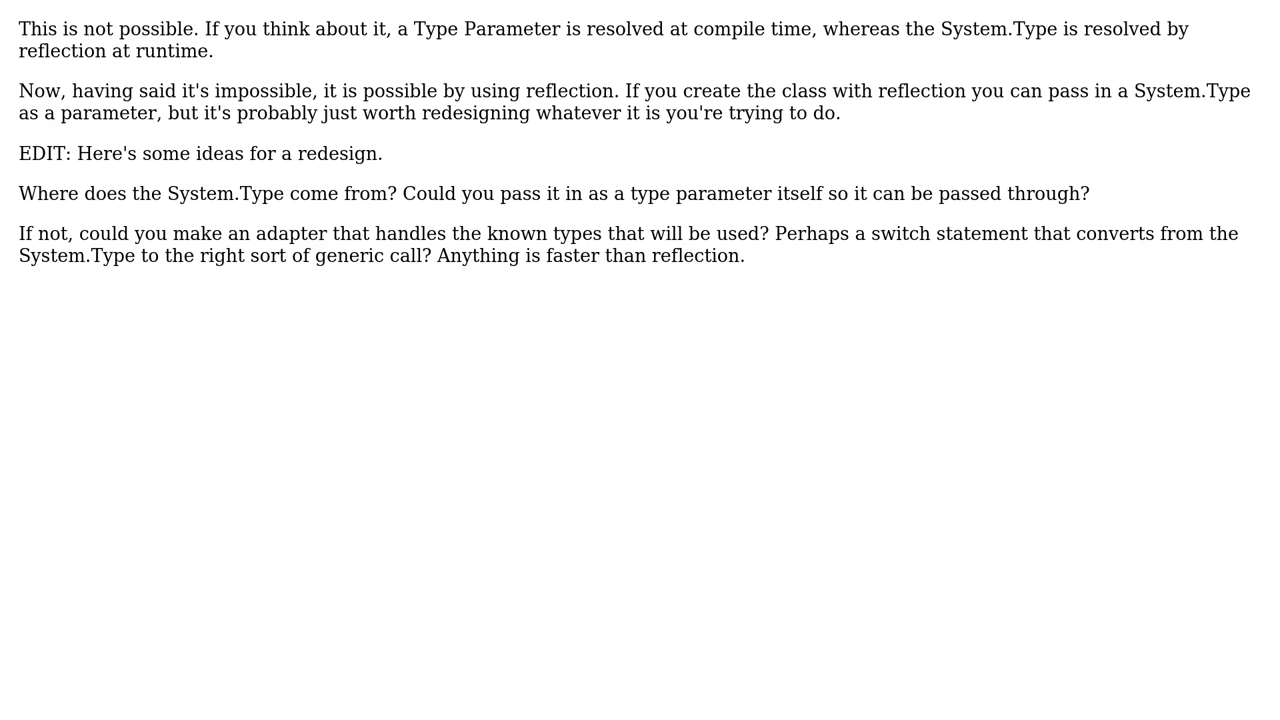 This is not possible. If you think about it, a Type Parameter is resolved at compile time, whereas the System.Type is resolved by
reflection at runtime.
Now, having said it's impossible, it is possible by using reflection. If you create the class with reflection you can pass in a System.Type
as a parameter, but it's probably just worth redesigning whatever it is you're trying to do.
EDIT: Here's some ideas for a redesign.
Where does the System.Type come from? Could you pass it in as a type parameter itself so it can be passed through?
If not, could you make an adapter that handles the known types that will be used? Perhaps a switch statement that converts from the
System.Type to the right sort of generic call? Anything is faster than reflection.